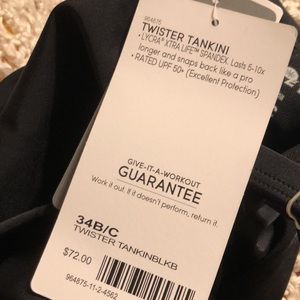 964875
TWISTER TANKINI
• LYCRA® XTRA LIFE™ SPANDEX. Lasts 5-10x
longer and snaps back like a pro
• RATED UPF 50+ (Excellent Protection)
GIVE-IT-A-WORKOUT
GUARANTEE
Work it out. If it doesn't perform, return it.
34B/C
TWISTER TANKINBLKB
$72.00
964875-11-2-4562